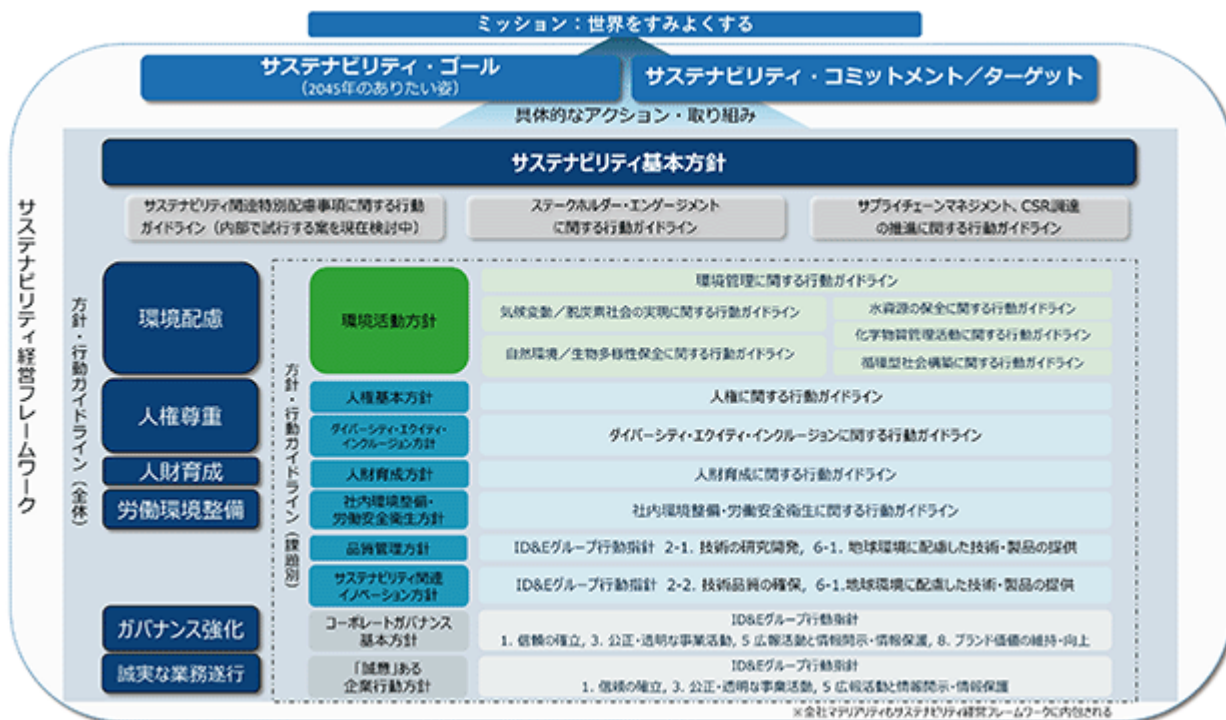 ミッション：世界をすみよくする
サステナビリティ・ゴール
（2045年のありたい姿）
サステナビリティ・コミットメント／ターゲット
具体的なアクション・取り組み
サステナビリティ経営フレームワーク
方針・行動ガイドライン（全体）
サステナビリティ基本方針
サステナビリティ関連特別配慮事項に関する行動
ガイドライン（内部で試行する案を現在検討中）
ステークホルダー・エンゲージメント
に関する行動ガイドライン
サプライチェーンマネジメント、CSR調達
の推進に関する行動ガイドライン
方針・行動ガイドライン（課題別）
環境配慮
環境活動方針
環境管理に関する行動ガイドライン
気候変動／脱炭素社会の実現に関する行動ガイドライン
自然環境／生物多様性保全に関する行動ガイドライン
水資源の保全に関する行動ガイドライン
化学物質管理活動に関する行動ガイドライン
循環型社会構築に関する行動ガイドライン
人権尊重
人権基本方針
人権に関する行動ガイドライン
ダイバーシティ・エクイティ・
インクルージョン方針
ダイバーシティ・エクイティ・インクルージョンに関する行動ガイドライン
人財育成
人財育成方針
人財育成に関する行動ガイドライン
労働環境整備
社内環境整備・
労働安全衛生方針
社内環境整備・労働安全衛生に関する行動ガイドライン
品質管理方針
ID&Eグループ行動指針 2-1. 技術の研究開発, 6-1. 地球環境に配慮した技術・製品の提供
サステナビリティ関連
イノベーション方針
ID&Eグループ行動指針 2-2. 技術品質の確保, 6-1.地球環境に配慮した技術・製品の提供
ガバナンス強化
コーポレートガバナンス
基本方針
ID&Eグループ行動指針
1. 信頼の確立, 3. 公正・透明な事業活動, 5 広報活動と情報開示・情報保護, 8. ブランド価値の維持・向上
誠実な業務遂行
「誠意」ある
企業行動方針
ID&Eグループ行動指針
1. 信頼の確立, 3. 公正・透明な事業活動, 5 広報活動と情報開示・情報保護
※全社マテリアリティもサステナビリティ経営フレームワークに内包される